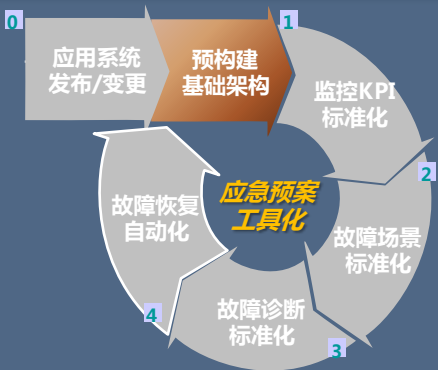 0
应用系统
发布/变更
预构建
基础架构
1
监控KPI
标准化
2
故障场景
标准化
3
故障诊断
标准化
4
故障恢复
自动化
应急预案
工具化